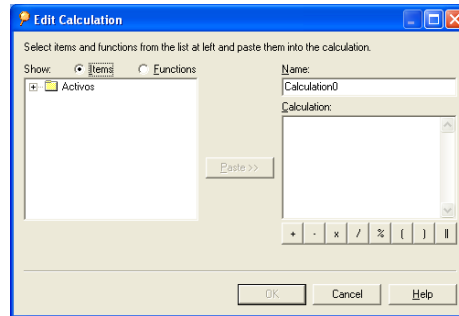 Edit Calculation
Select items and functions from the list at left and paste them into the calculation.
Show: Items Functions
Name:
Activos
Calculation0
Calculation:
Paste >>
+ - x / % ( ) ||
OK Cancel Help